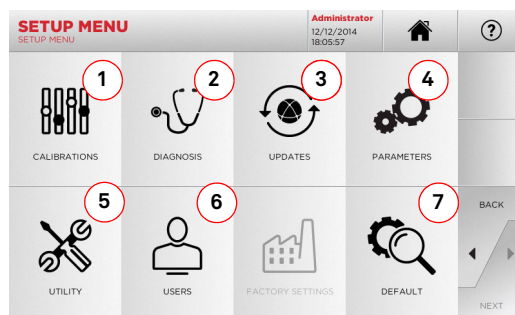 SETUP MENU
SETUP MENU
Administrator
12/12/2014
18:05:57
?
1
2
3
4
CALIBRATIONS
DIAGNOSIS
UPDATES
PARAMETERS
5
6
7
BACK
UTILITY
USERS
FACTORY SETTINGS
DEFAULT
NEXT